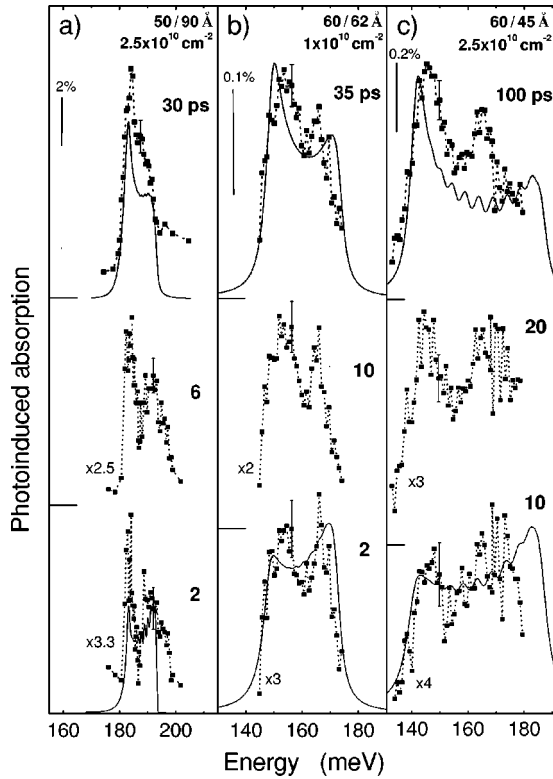 a)
50/90 Å
2.5x10¹⁰ cm⁻²
2%
30 ps
6
x2.5
2
x3.3
b)
60/62 Å
1x10¹⁰ cm⁻²
0.1%
35 ps
10
x2
2
x3
c)
60/45 Å
2.5x10¹⁰ cm⁻²
0.2%
100 ps
20
x3
10
x4
Photoinduced absorption
160 180 200
140 160 180
140 160 180
Energy (meV)